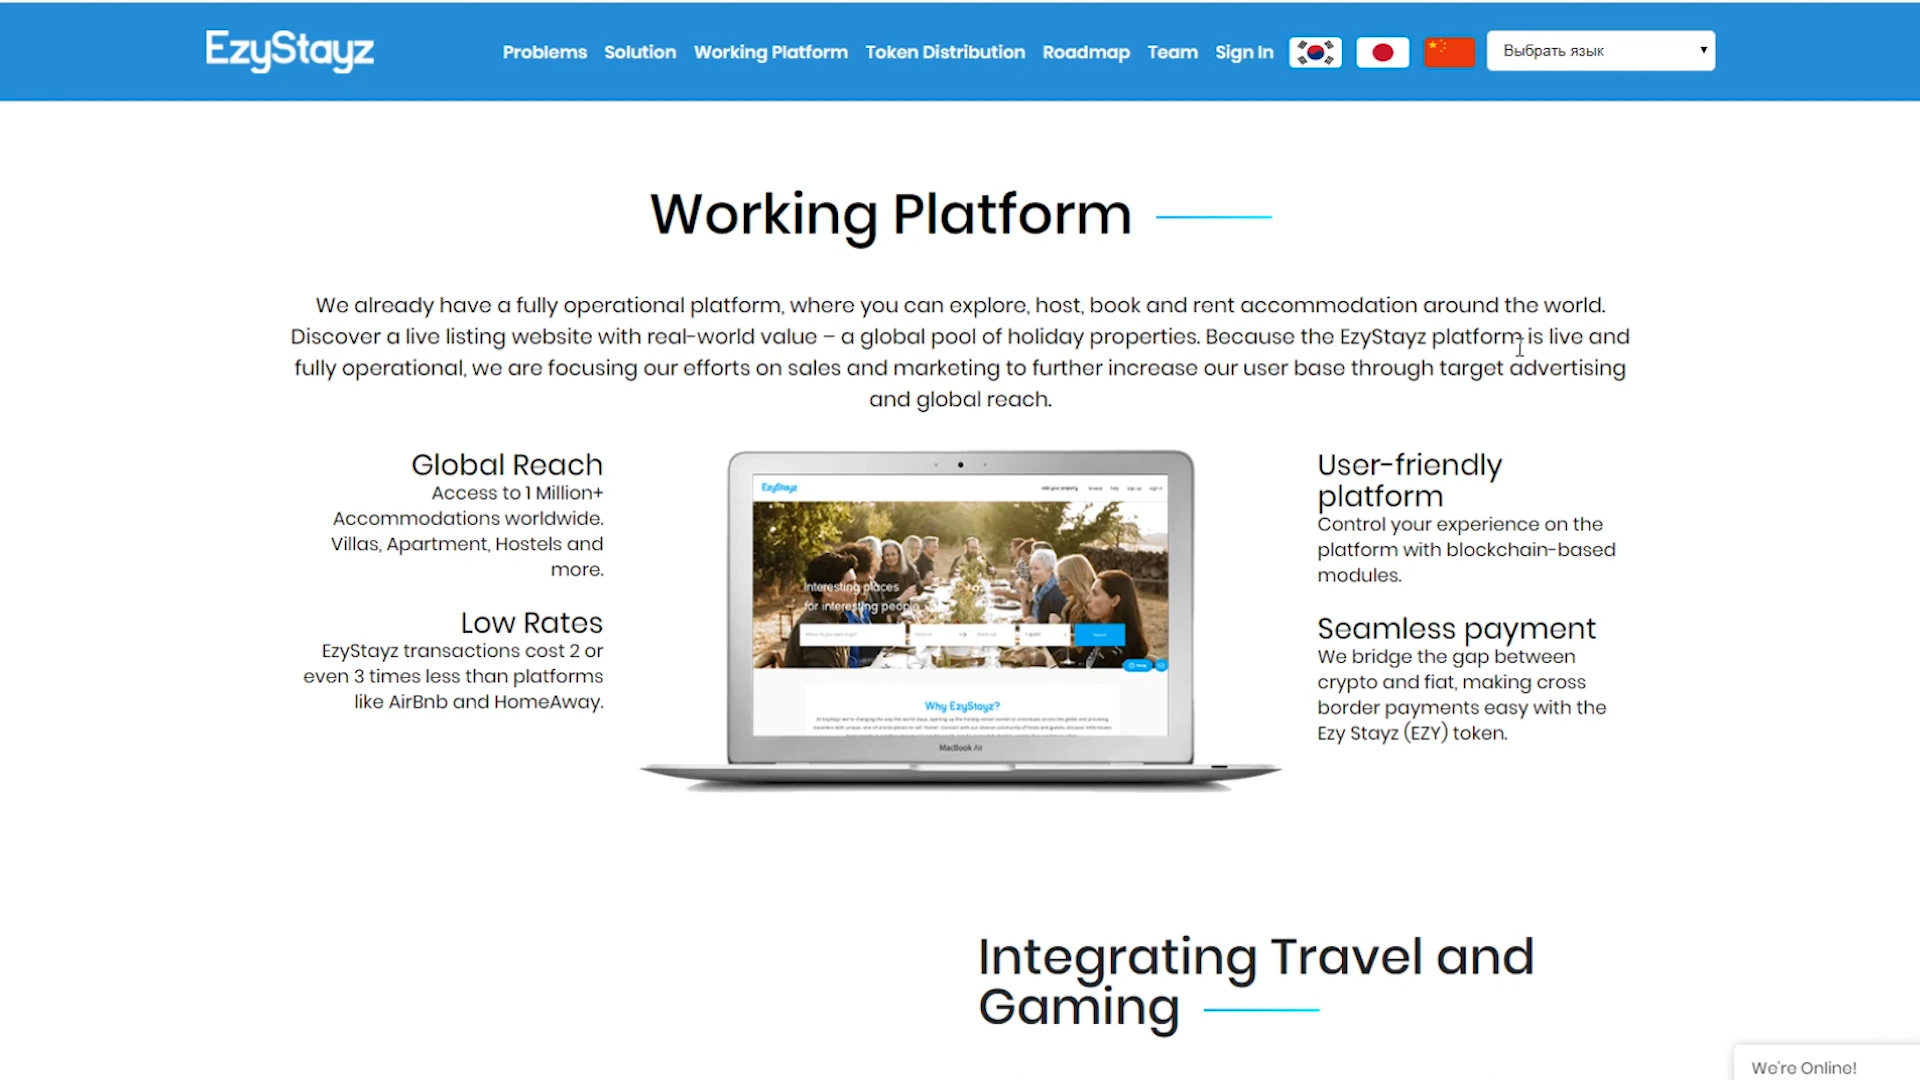 EzyStayz
Problems Solution Working Platform Token Distribution Roadmap Team Sign In Выбрать язык
Working Platform
We already have a fully operational platform, where you can explore, host, book and rent accommodation around the world.
Discover a live listing website with real-world value – a global pool of holiday properties. Because the EzyStayz platform is live and
fully operational, we are focusing our efforts on sales and marketing to further increase our user base through target advertising
and global reach.
Global Reach
Access to 1 Million+
Accommodations worldwide.
Villas, Apartment, Hostels and
more.
Low Rates
EzyStayz transactions cost 2 or
even 3 times less than platforms
like AirBnb and HomeAway.
EzyStayz
Interesting places
for interesting people
Why EzyStayz?
MacBook Air
User-friendly
platform
Control your experience on the
platform with blockchain-based
modules.
Seamless payment
We bridge the gap between
crypto and fiat, making cross
border payments easy with the
Ezy Stayz (EZY) token.
Integrating Travel and
Gaming
We're Online!